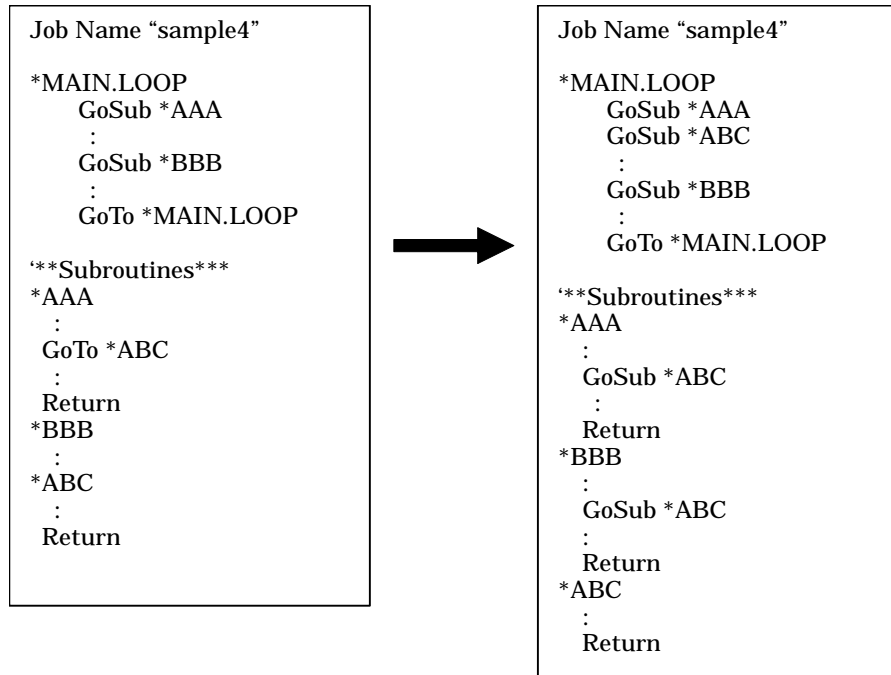 Job Name “sample4”
*MAIN.LOOP
GoSub *AAA
:
GoSub *BBB
:
GoTo *MAIN.LOOP
‘**Subroutines***
*AAA
:
GoTo *ABC
:
Return
*BBB
:
*ABC
:
Return
Job Name “sample4”
*MAIN.LOOP
GoSub *AAA
GoSub *ABC
:
GoSub *BBB
:
GoTo *MAIN.LOOP
‘**Subroutines***
*AAA
:
GoSub *ABC
:
Return
*BBB
:
GoSub *ABC
:
Return
*ABC
:
Return